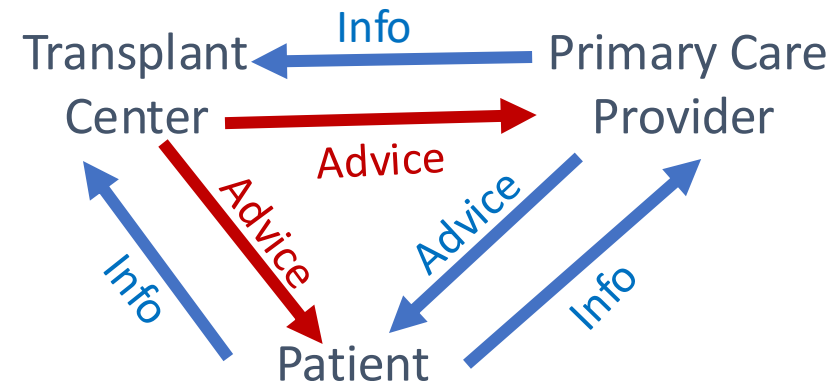 Info
Transplant
Center
Primary Care
Provider
Advice
Advice
Advice
Info
Info
Patient